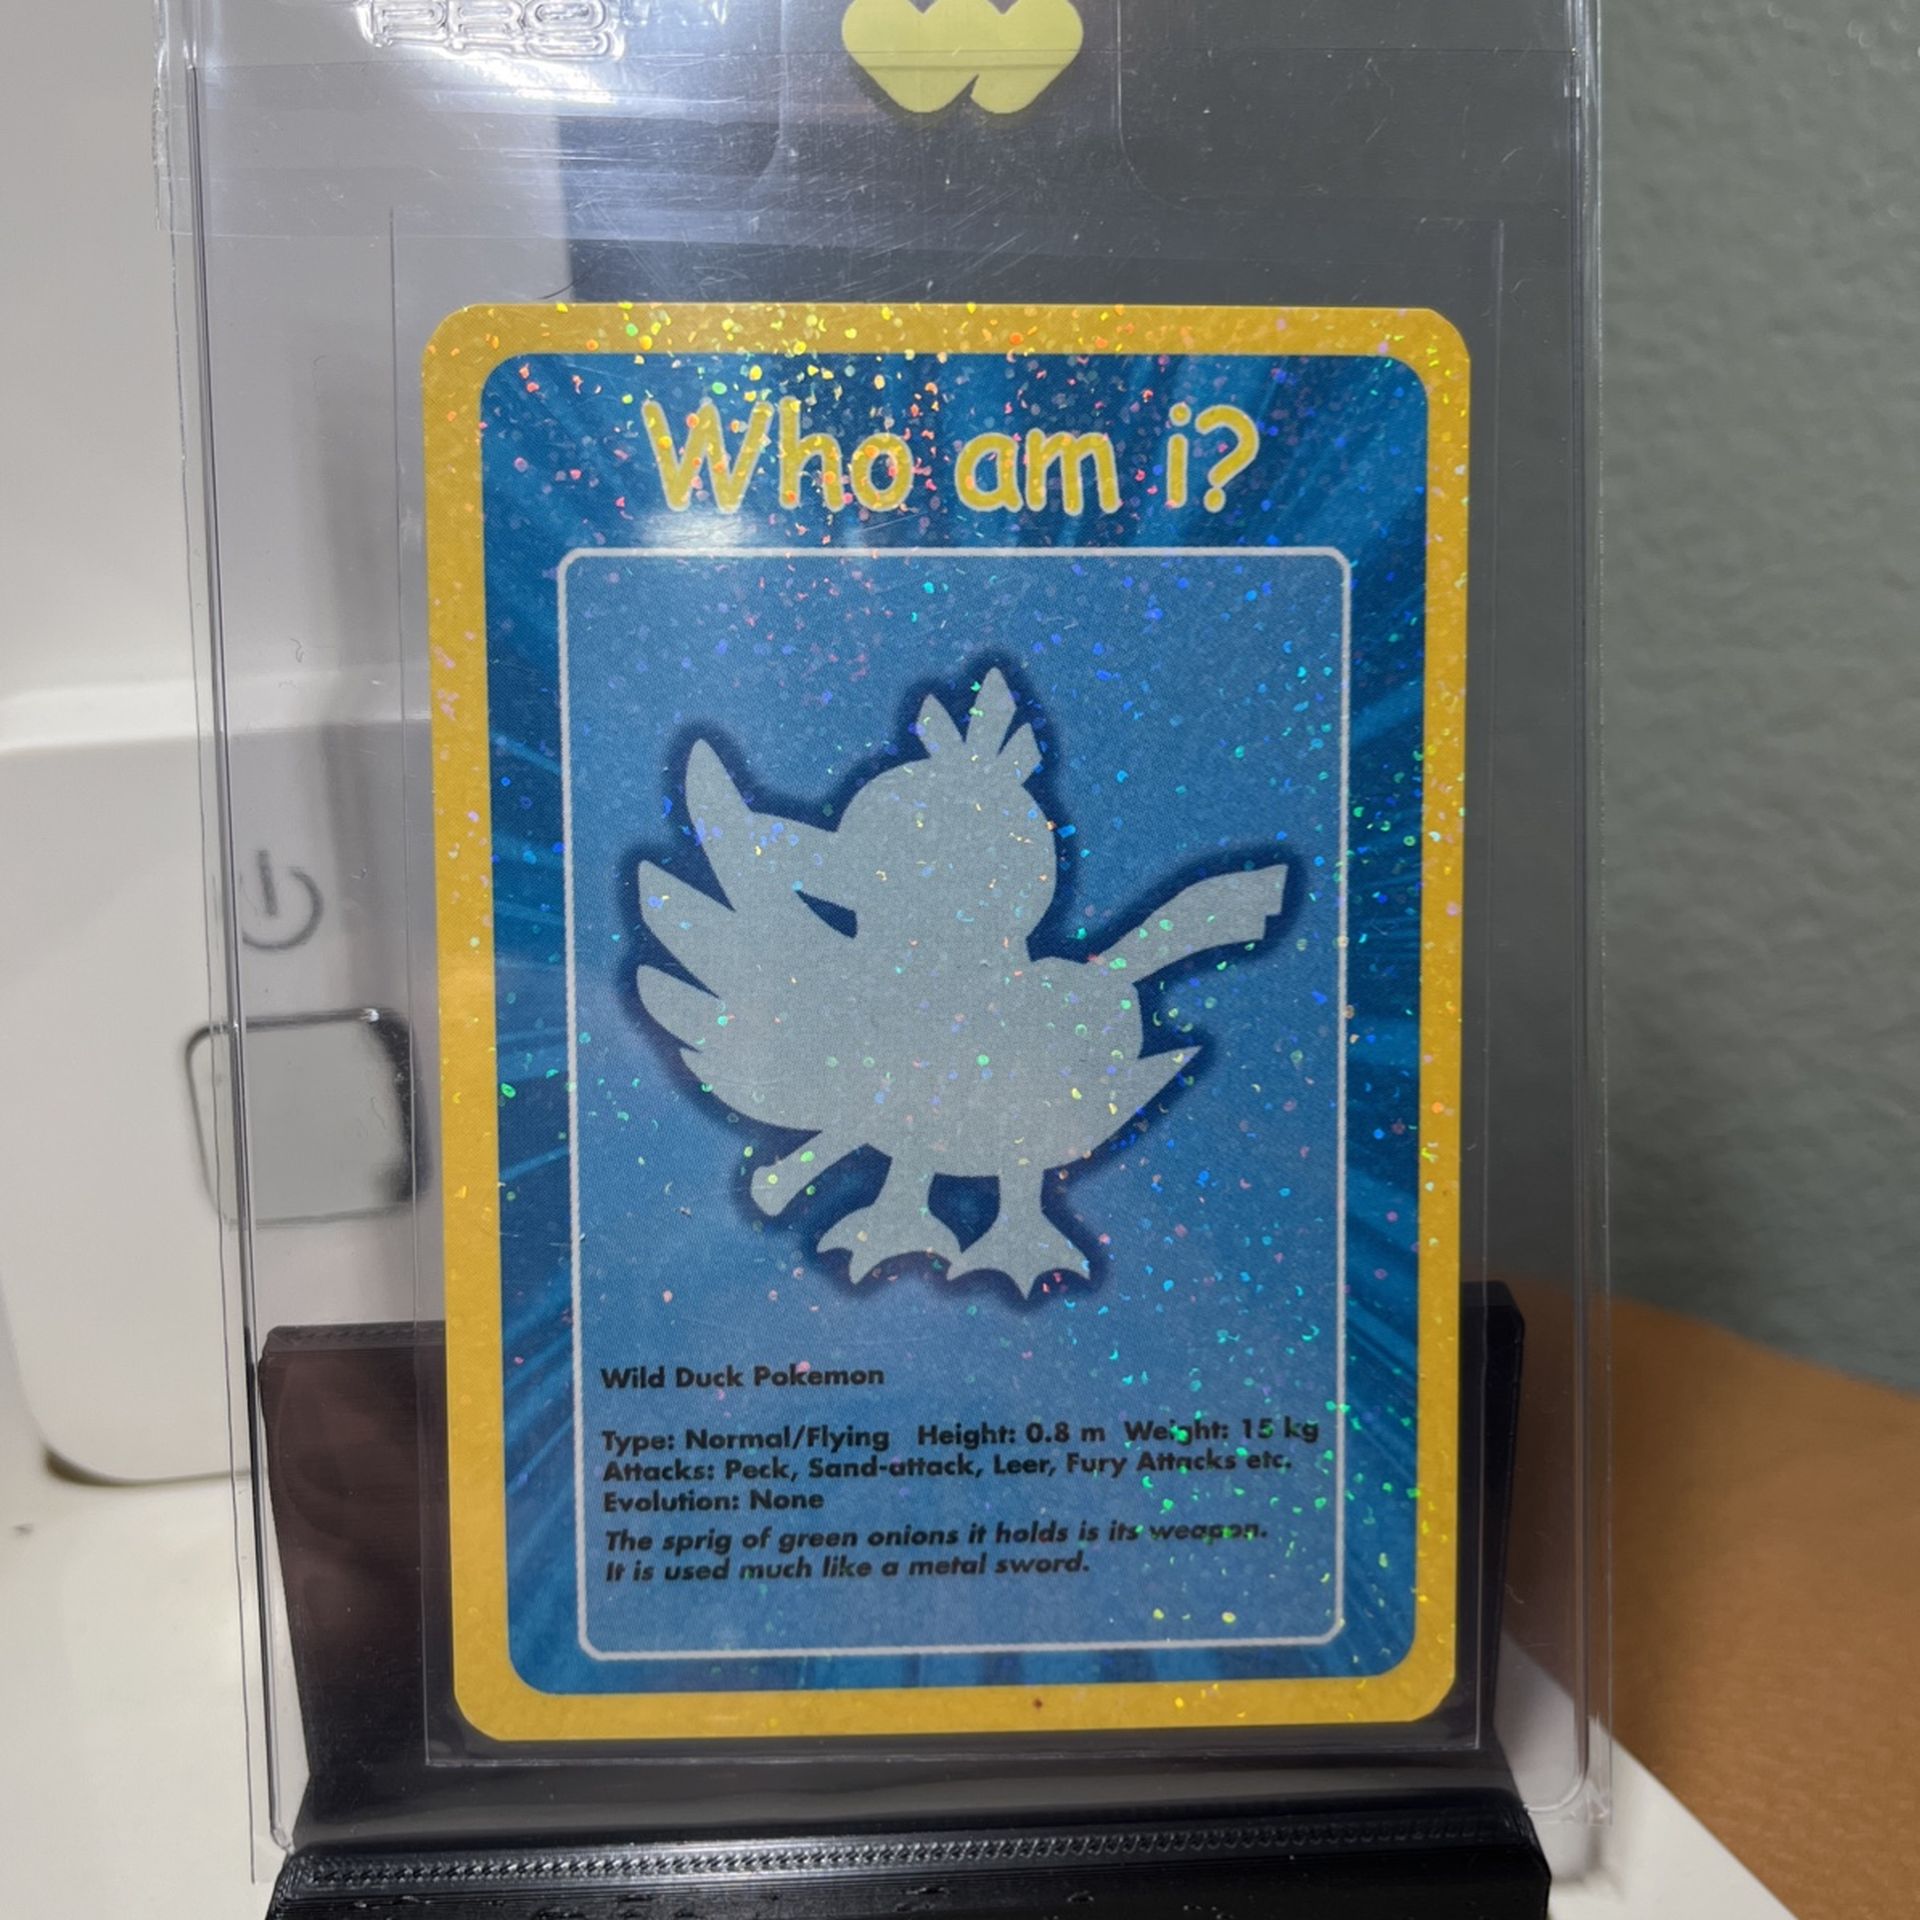 PRO
Who am i?
Wild Duck Pokemon
Type: Normal/Flying Height: 0.8 m Weight: 15 kg
Attacks: Peck, Sand-attack, Leer, Fury Attacks etc.
Evolution: None
The sprig of green onions it holds is its weapon.
It is used much like a metal sword.